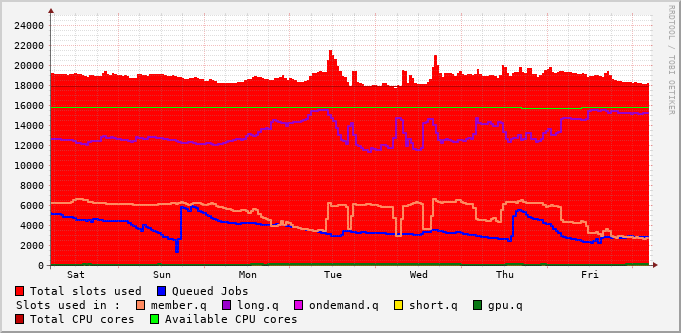 RRDTOOL / TOBI OETIKER
24000
22000
20000
18000
16000
14000
12000
10000
8000
6000
4000
2000
0
Sat Sun Mon Tue Wed Thu Fri
Total slots used Queued Jobs
Slots used in : member.q long.q ondemand.q short.q gpu.q
Total CPU cores Available CPU cores